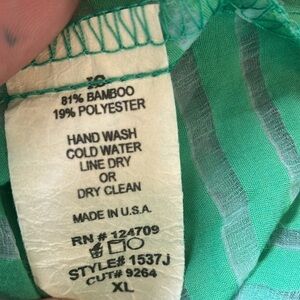 81% BAMBOO
19% POLYESTER
HAND WASH
COLD WATER
LINE DRY
OR
DRY CLEAN
MADE IN U.S.A.
RN # 124709
STYLE# 1537J
CUT# 9264
XL